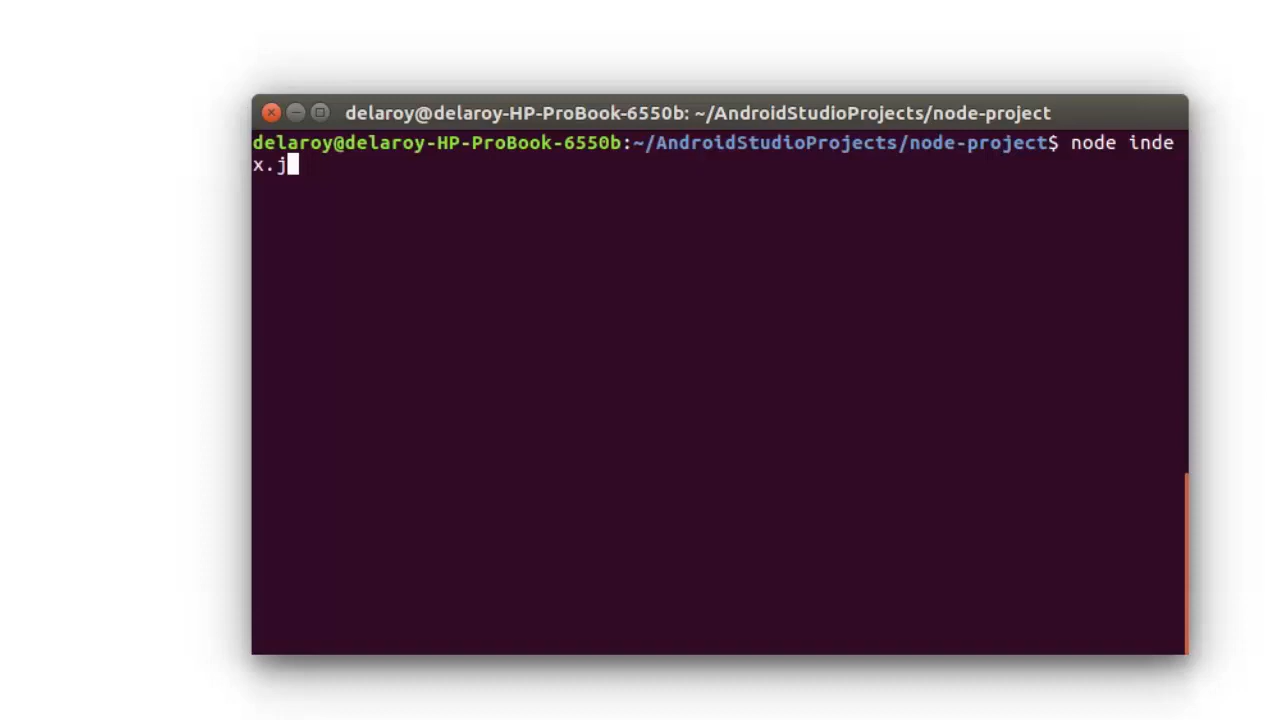 delaroy@delaroy-HP-ProBook-6550b: ~/AndroidStudioProjects/node-project
delaroy@delaroy-HP-ProBook-6550b:~/AndroidStudioProjects/node-project$ node inde
x.j